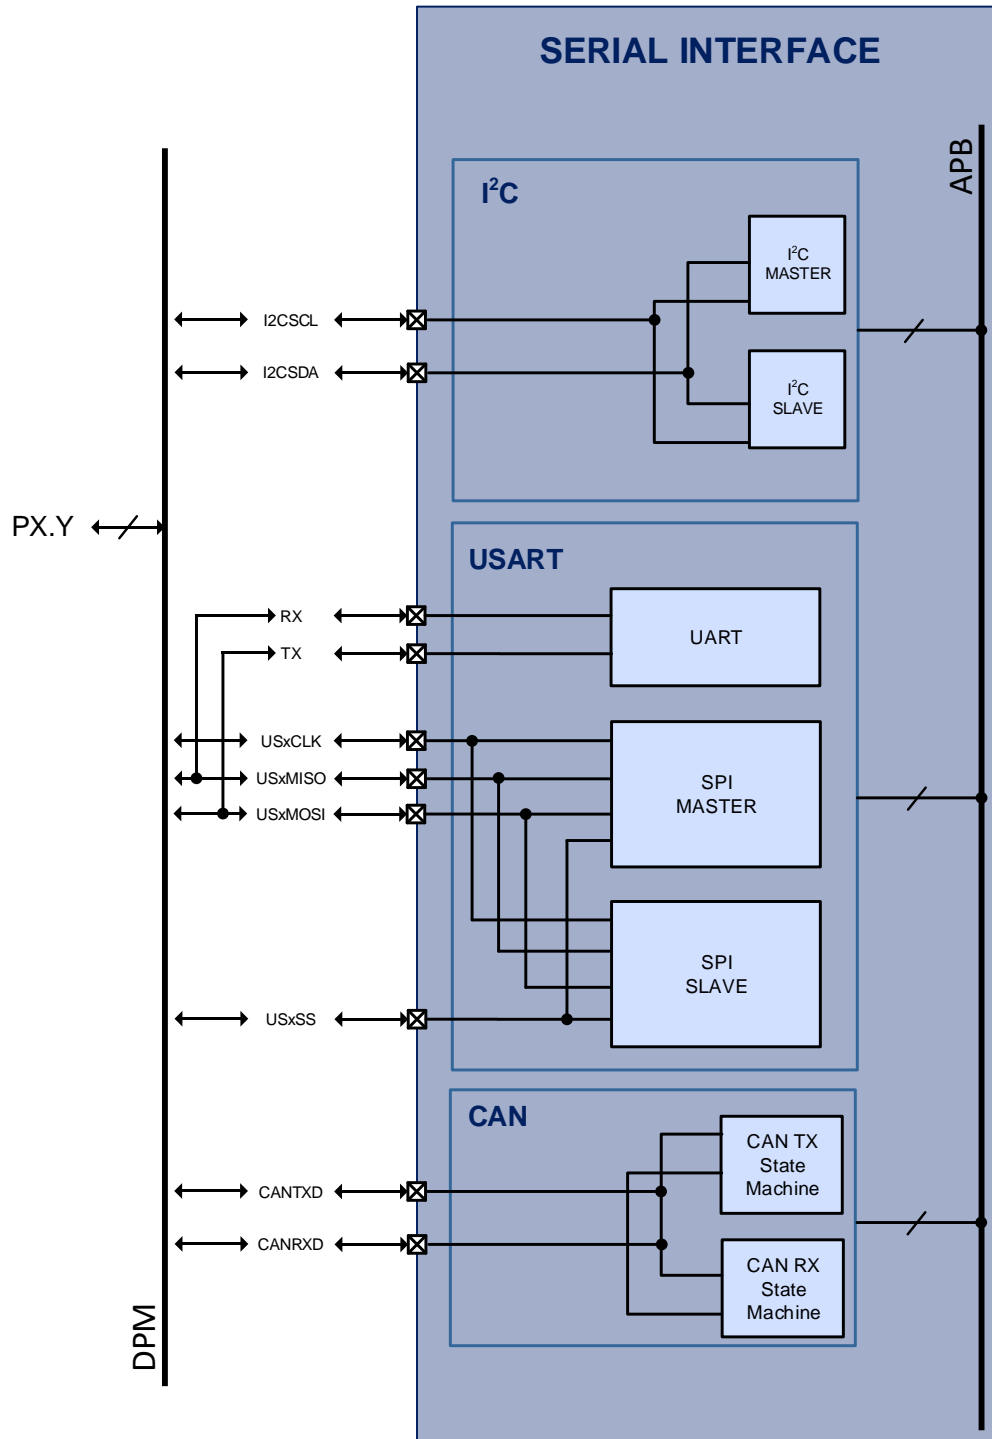 SERIAL INTERFACE
APB
I²C
I²C
MASTER
I2CSCL
I2CSDA
I²C
SLAVE
PX.Y
USART
RX
UART
TX
USxCLK
USxMISO
SPI
MASTER
USxMOSI
SPI
SLAVE
USxSS
CAN
CAN TX
State
Machine
CANTXD
CANRXD
CAN RX
State
Machine
DPM